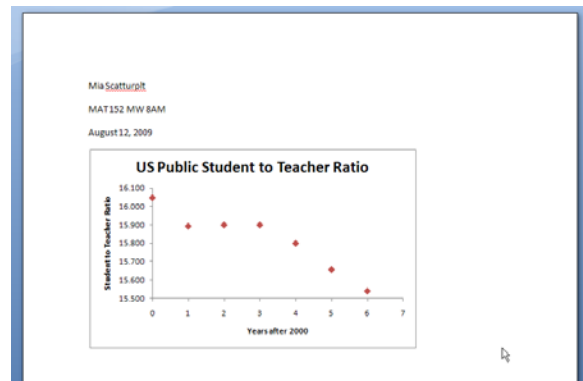 Mia Scatturpit
MAT152 MW 8AM
August 12, 2009
US Public Student to Teacher Ratio
16.100
16.000
15.900
15.800
15.700
15.600
15.500
Student to Teacher Ratio
0 1 2 3 4 5 6 7
Years after 2000